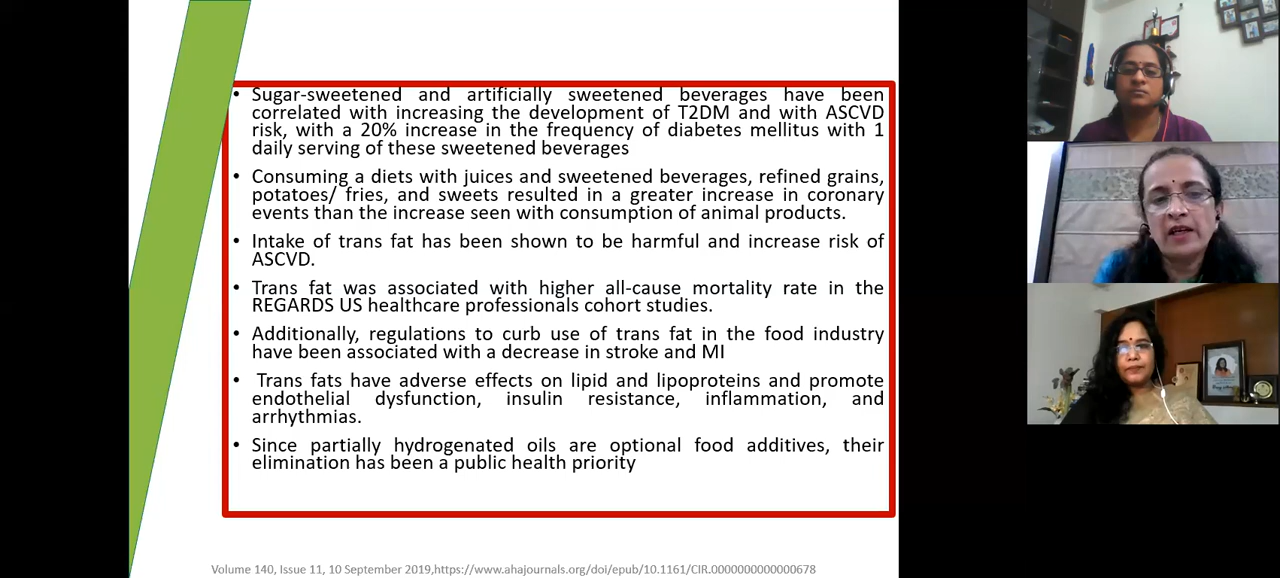 • Sugar-sweetened and artificially sweetened beverages have been
correlated with increasing the development of T2DM and with ASCVD
risk, with a 20% increase in the frequency of diabetes mellitus with 1
daily serving of these sweetened beverages
• Consuming a diets with juices and sweetened beverages, refined grains,
potatoes/ fries, and sweets resulted in a greater increase in coronary
events than the increase seen with consumption of animal products.
• Intake of trans fat has been shown to be harmful and increase risk of
ASCVD.
• Trans fat was associated with higher all-cause mortality rate in the
REGARDS US healthcare professionals cohort studies.
• Additionally, regulations to curb use of trans fat in the food industry
have been associated with a decrease in stroke and MI
• Trans fats have adverse effects on lipid and lipoproteins and promote
endothelial dysfunction, insulin resistance, inflammation, and
arrhythmias.
• Since partially hydrogenated oils are optional food additives, their
elimination has been a public health priority
Volume 140, Issue 11, 10 September 2019,https://www.ahajournals.org/doi/epub/10.1161/CIR.0000000000000678